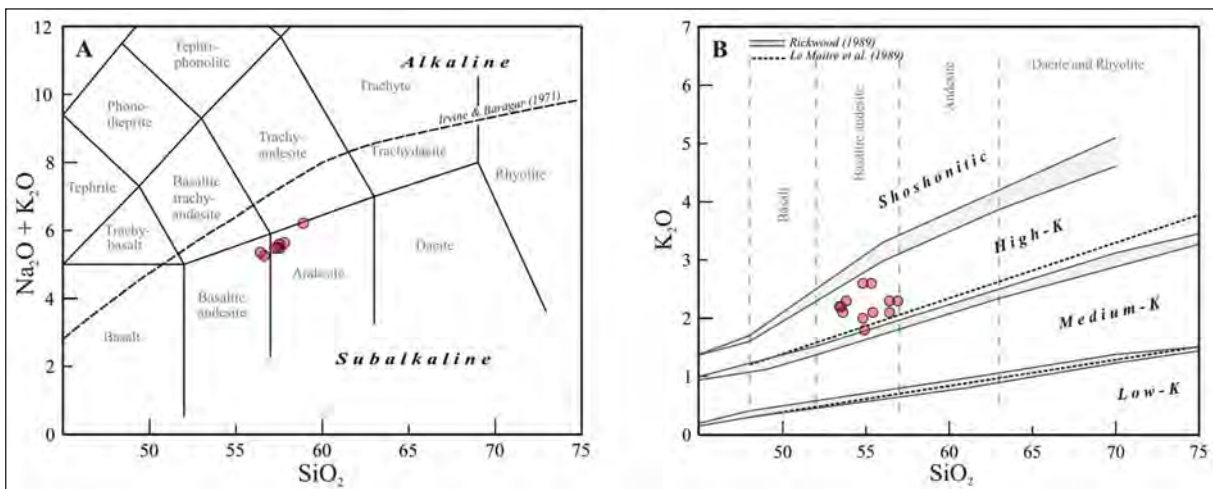 A
12
10
8
6
4
2
0
Na₂O + K₂O
50
55
60
65
70
75
SiO₂
Tephri-
phonolite
Phono-
Tephrite
Trachy-
basalt
Basaltic
trachy-
andesite
Trachy-
andesite
Alkaline
Trachyte
Irvine & Baragar (1971)
Trachydasite
Rhyolite
Basalt
Basaltic
andesite
Andesite
Dacite
Subalkaline
B
Rickwood (1989)
Le Maitre et al. (1989)
7
6
5
4
3
2
1
0
K₂O
50
55
60
65
70
75
SiO₂
Basalt
Basaltic andesite
Andesite
Dacite and Rhyolite
Shoshonitic
High-K
Medium-K
Low-K